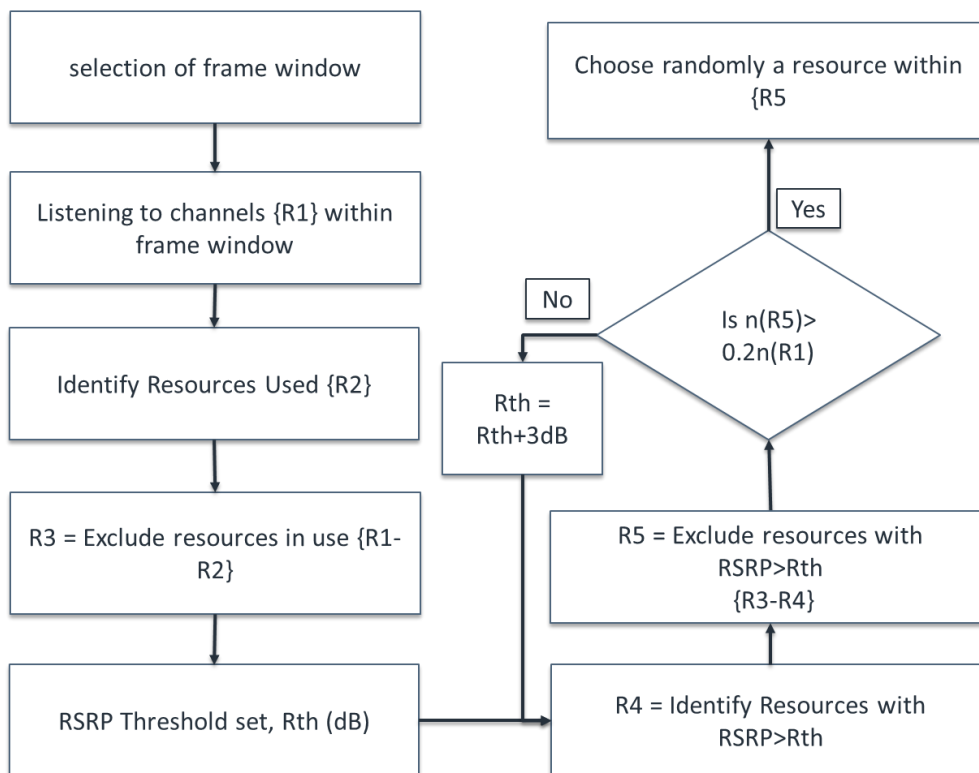 selection of frame window
Listening to channels {R1} within
frame window
Identify Resources Used {R2}
R3 = Exclude resources in use {R1-
R2}
RSRP Threshold set, Rth (dB)
R4 = Identify Resources with
RSRP>Rth
R5 = Exclude resources with
RSRP>Rth
{R3-R4}
Is n(R5)>
0.2n(R1)
No
Rth =
Rth+3dB
Yes
Choose randomly a resource within
{R5